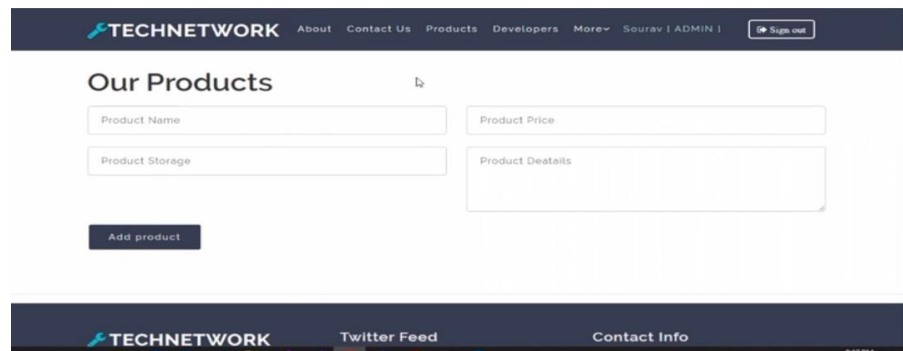 TECHNETWORK About Contact Us Products Developers More Sourav [ ADMIN ] Sign out
Our Products
Product Name Product Price
Product Storage Product Deatails
Add product
TECHNETWORK Twitter Feed Contact Info